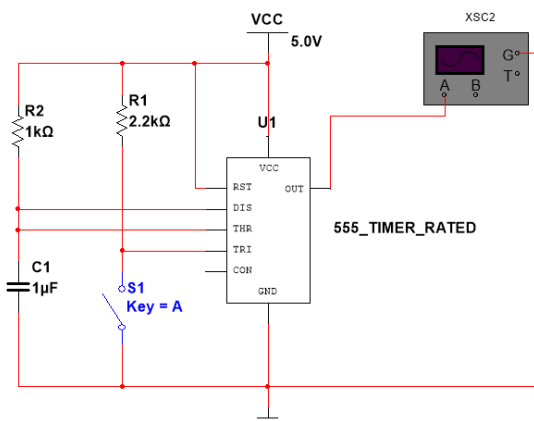 XSC2
VCC
5.0V
G
T
A
B
R2
1kΩ
R1
2.2kΩ
U1
VCC
RST
OUT
DIS
THR
TRI
CON
GND
555_TIMER_RATED
C1
1µF
S1
Key = A